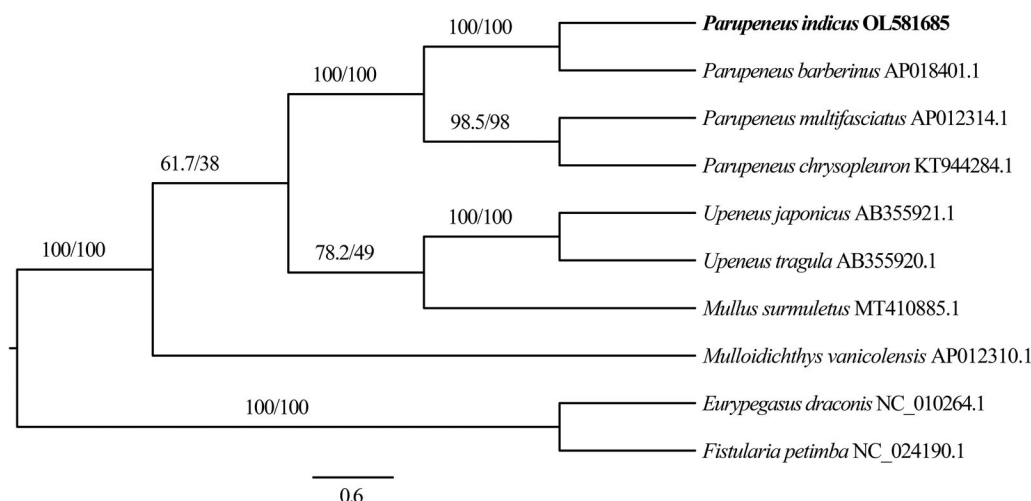 100/100
Parupeneus indicus OL581685
100/100
Parupeneus barberinus AP018401.1
98.5/98
Parupeneus multifasciatus AP012314.1
61.7/38
Parupeneus chrysopleuron KT944284.1
100/100
Upeneus japonicus AB355921.1
100/100
78.2/49
Upeneus tragula AB355920.1
Mullus surmuletus MT410885.1
Mulloidichthys vanicolensis AP012310.1
100/100
Eurypegasus draconis NC_010264.1
Fistularia petimba NC_024190.1
0.6